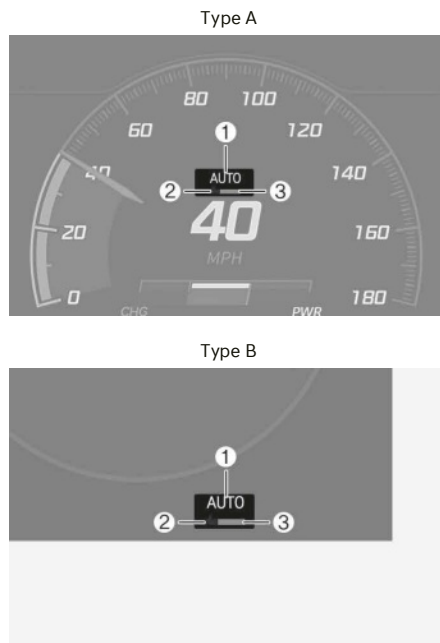 Type A
80 100
60 120
①
40 AUTO 140
② ③
20 40 160
MPH
0 180
CHG PWR
Type B
①
AUTO
② ③